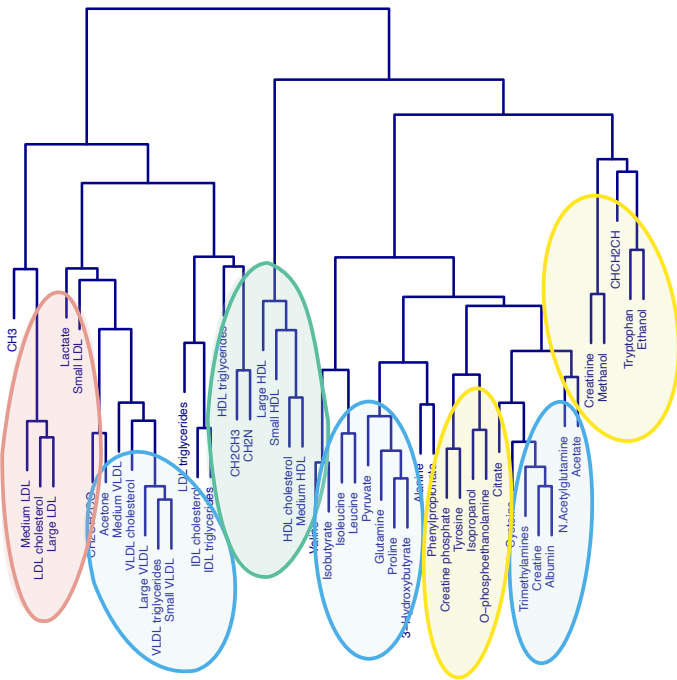 CH3
Medium LDL
LDL cholesterol
Large LDL
Lactate
Small LDL
Acetone
Medium VLDL
VLDL cholesterol
Large VLDL
VLDL triglycerides
Small VLDL
LDL triglycerides
IDL cholesterol
IDL triglycerides
HDL triglycerides
CH2CH3
CH2N
Large HDL
Small HDL
HDL cholesterol
Medium HDL
Valine
Isobutyrate
Isoleucine
Leucine
Pyruvate
Glutamine
Proline
3-Hydroxybutyrate
Alanine
Phenylpropionate
Creatine phosphate
Tyrosine
Isopropanol
O-phosphoethanolamine
Citrate
Trimethylamines
Creatine
Albumin
N.Acetylglutamine
Acetate
Creatinine
Methanol
CHCH2CH
Tryptophan
Ethanol